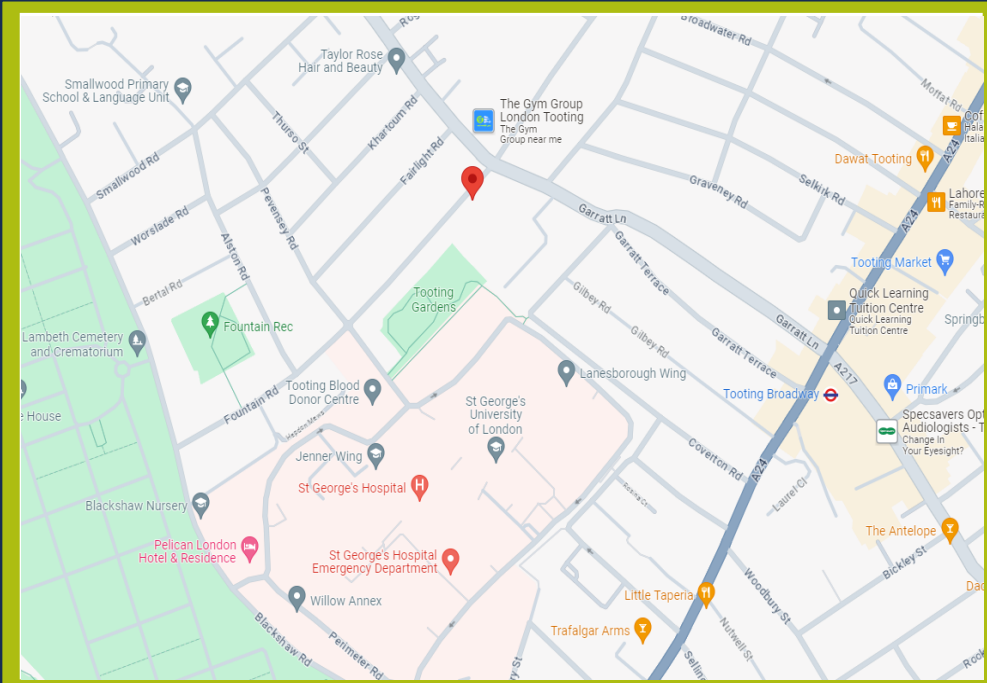 Broadwater Rd
Taylor Rose
Hair and Beauty
Smallwood Primary
School & Language Unit
Moffat Rd
The Gym Group
London Tooting
The Gym
Group near me
A24
Thurso St
Khartoum Rd
Fairlight Rd
Dawat Tooting
Smallwood Rd
Selkirk Rd
Graveney Rd
Lahore
Worslade Rd
Pevensey Rd
Garratt Ln
A24
Alston Rd
Garratt Terrace
Tooting Market
Bertal Rd
Tooting
Gardens
Gilbey Rd
Quick Learning
Tuition Centre
Quick Learning
Tuition Centre
Fountain Rec
Lambeth Cemetery
and Crematorium
Gilbey Rd
Garratt Ln
Garratt Terrace
A217
Lanesborough Wing
Tooting Blood
Donor Centre
Tooting Broadway
Primark
House
Fountain Rd
St George's
University
of London
Specsavers Opt
Audiologists - T
Change In
Your Eyesight?
Jenner Wing
Coverton Rd
A24
St George's Hospital
Laurel Cl
Blackshaw Nursery
The Antelope
Pelican London
Hotel & Residence
St George's Hospital
Emergency Department
Bickley St
Woodbury St
Little Taperia
Willow Annex
Trafalgar Arms
Nutwell St
Blackshaw Rd
Perimeter Rd